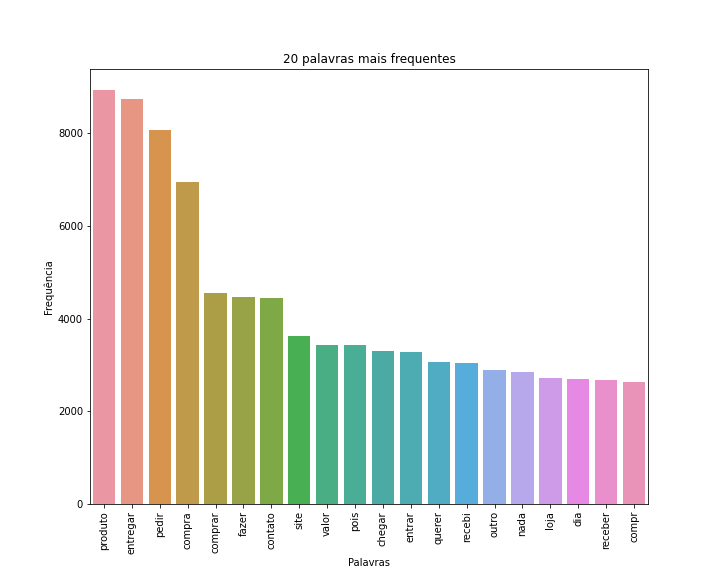 20 palavras mais frequentes
Frequência
8000
6000
4000
2000
0
produto
entregar
pedir
compra
comprar
fazer
contato
site
valor
pois
chegar
entrar
querer
recebi
outro
nada
loja
dia
receber
compr
Palavras